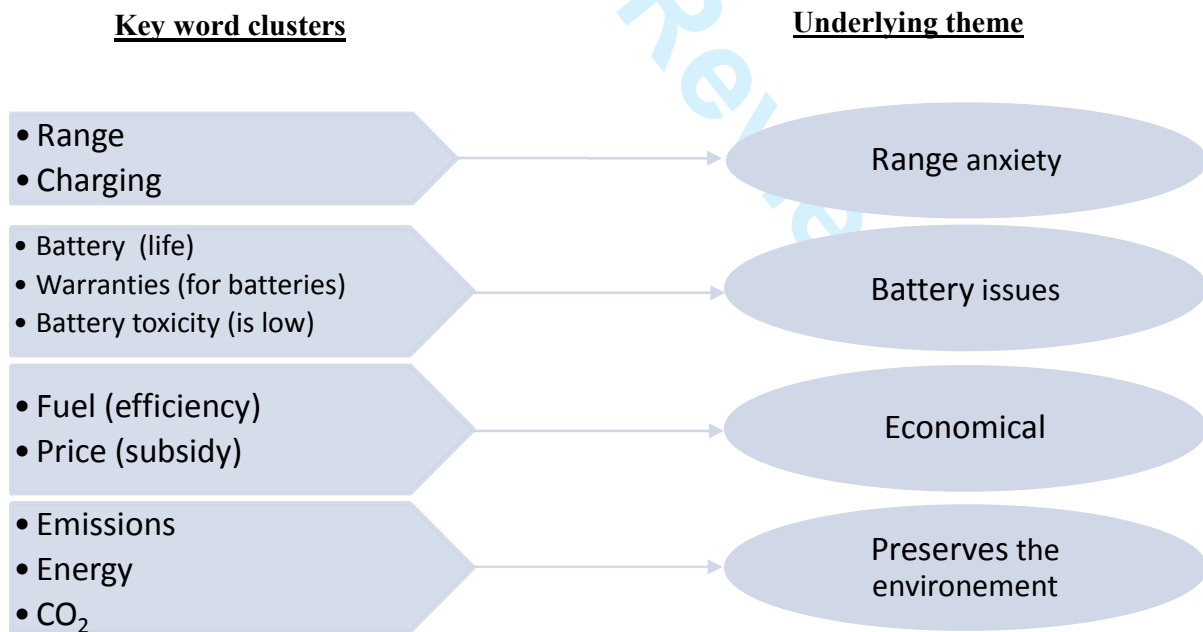 Key word clusters
Underlying theme
• Range
• Charging
Range anxiety
• Battery (life)
• Warranties (for batteries)
• Battery toxicity (is low)
Battery issues
• Fuel (efficiency)
• Price (subsidy)
Economical
• Emissions
• Energy
• CO₂
Preserves the
environement